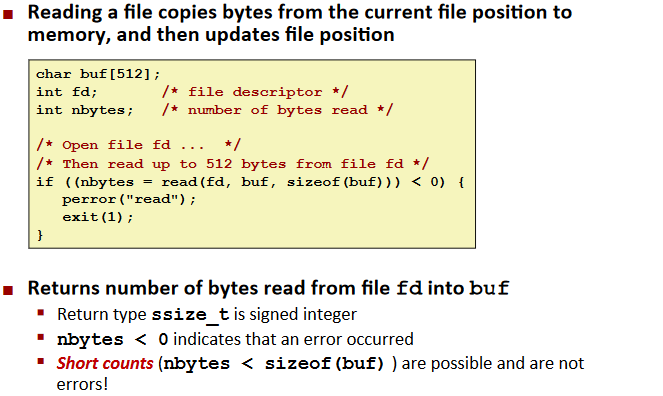 Reading a file copies bytes from the current file position to
memory, and then updates file position
char buf[512];
int fd;         /* file descriptor */
int nbytes;     /* number of bytes read */
/* Open file fd ...  */
/* Then read up to 512 bytes from file fd */
if ((nbytes = read(fd, buf, sizeof(buf))) < 0) {
   perror("read");
   exit(1);
}
Returns number of bytes read from file fd into buf
Return type ssize_t is signed integer
nbytes < 0 indicates that an error occurred
Short counts (nbytes < sizeof(buf) ) are possible and are not
errors!